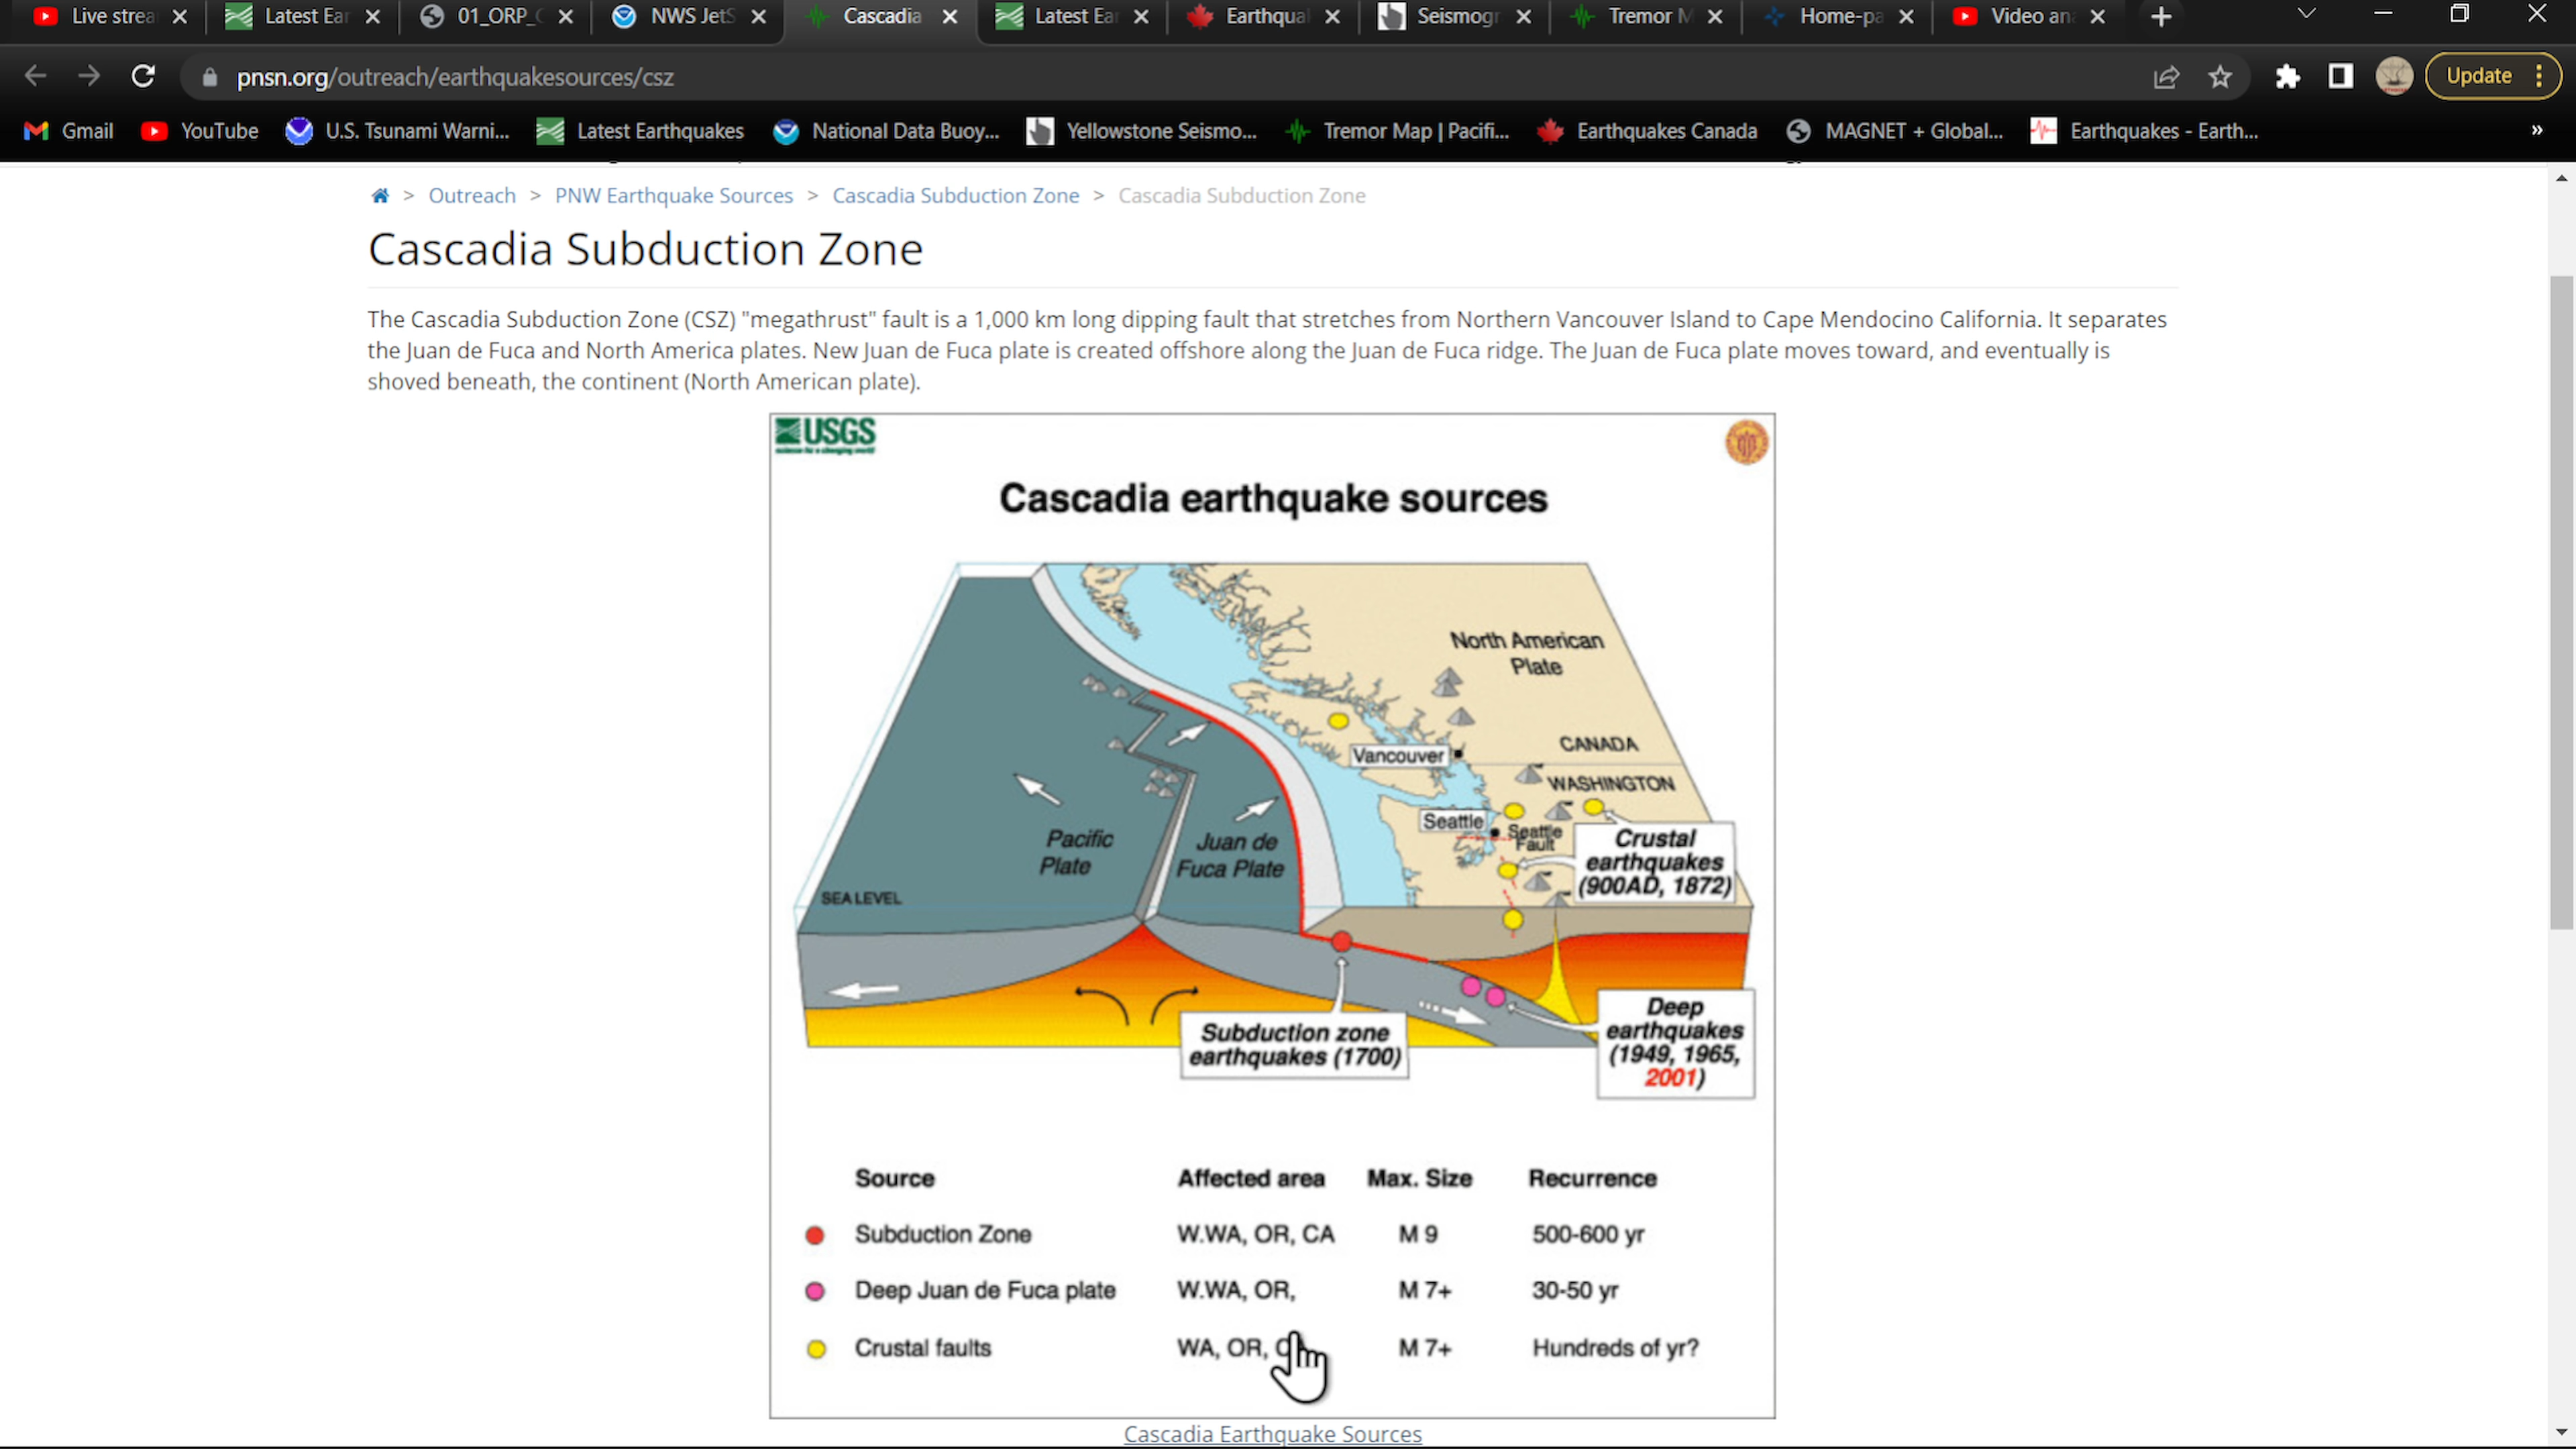 Live strea
Latest Ear
01_ORP_
NWS JetS
Cascadia
Latest Ear
Earthqual
Seismogr
Tremor M
Home-pa
Video an
pnsn.org/outreach/earthquakesources/csz
Update
Gmail
YouTube
U.S. Tsunami Warni...
Latest Earthquakes
National Data Buoy...
Yellowstone Seismo...
Tremor Map | Pacifi...
Earthquakes Canada
MAGNET + Global...
Earthquakes - Earth...
»
> Outreach > PNW Earthquake Sources > Cascadia Subduction Zone > Cascadia Subduction Zone
Cascadia Subduction Zone
The Cascadia Subduction Zone (CSZ) "megathrust" fault is a 1,000 km long dipping fault that stretches from Northern Vancouver Island to Cape Mendocino California. It separates
the Juan de Fuca and North America plates. New Juan de Fuca plate is created offshore along the Juan de Fuca ridge. The Juan de Fuca plate moves toward, and eventually is
shoved beneath, the continent (North American plate).
USGS
science for a changing world
Cascadia earthquake sources
North American
Plate
CANADA
Vancouver
WASHINGTON
Seattle
Seattle
Fault
Crustal
earthquakes
(900AD, 1872)
Pacific
Plate
Juan de
Fuca Plate
SEA LEVEL
Subduction zone
earthquakes (1700)
Deep
earthquakes
(1949, 1965,
2001)
Source Affected area Max. Size Recurrence
Subduction Zone W.WA, OR, CA M 9 500-600 yr
Deep Juan de Fuca plate W.WA, OR, M 7+ 30-50 yr
Crustal faults WA, OR, M 7+ Hundreds of yr?
Cascadia Earthquake Sources